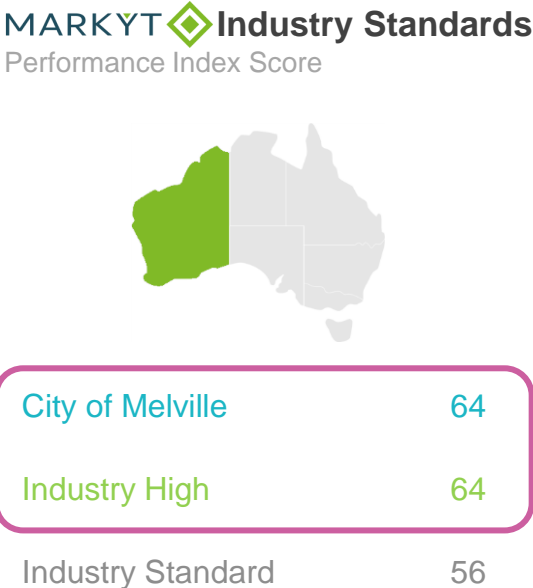 MARKYT Industry Standards
Performance Index Score
City of Melville 64
Industry High 64
Industry Standard 56